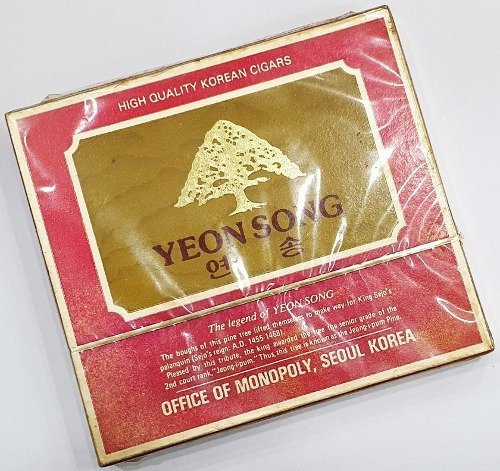 HIGH QUALITY KOREAN CIGARS
YEON SONG
연 송
The legend of YEON SONG
The boughs of this pine tree lifted themselves to make way for King Sejo's
palanquin (Sejo's reign: A.D. 1455-1468).
Pleased by this tribute, the king awarded the tree the senior grade of the
2nd court rank, "Jeong-i-pum." Thus, this tree is known as the Jeong-i-pum Pine.
OFFICE OF MONOPOLY, SEOUL KOREA